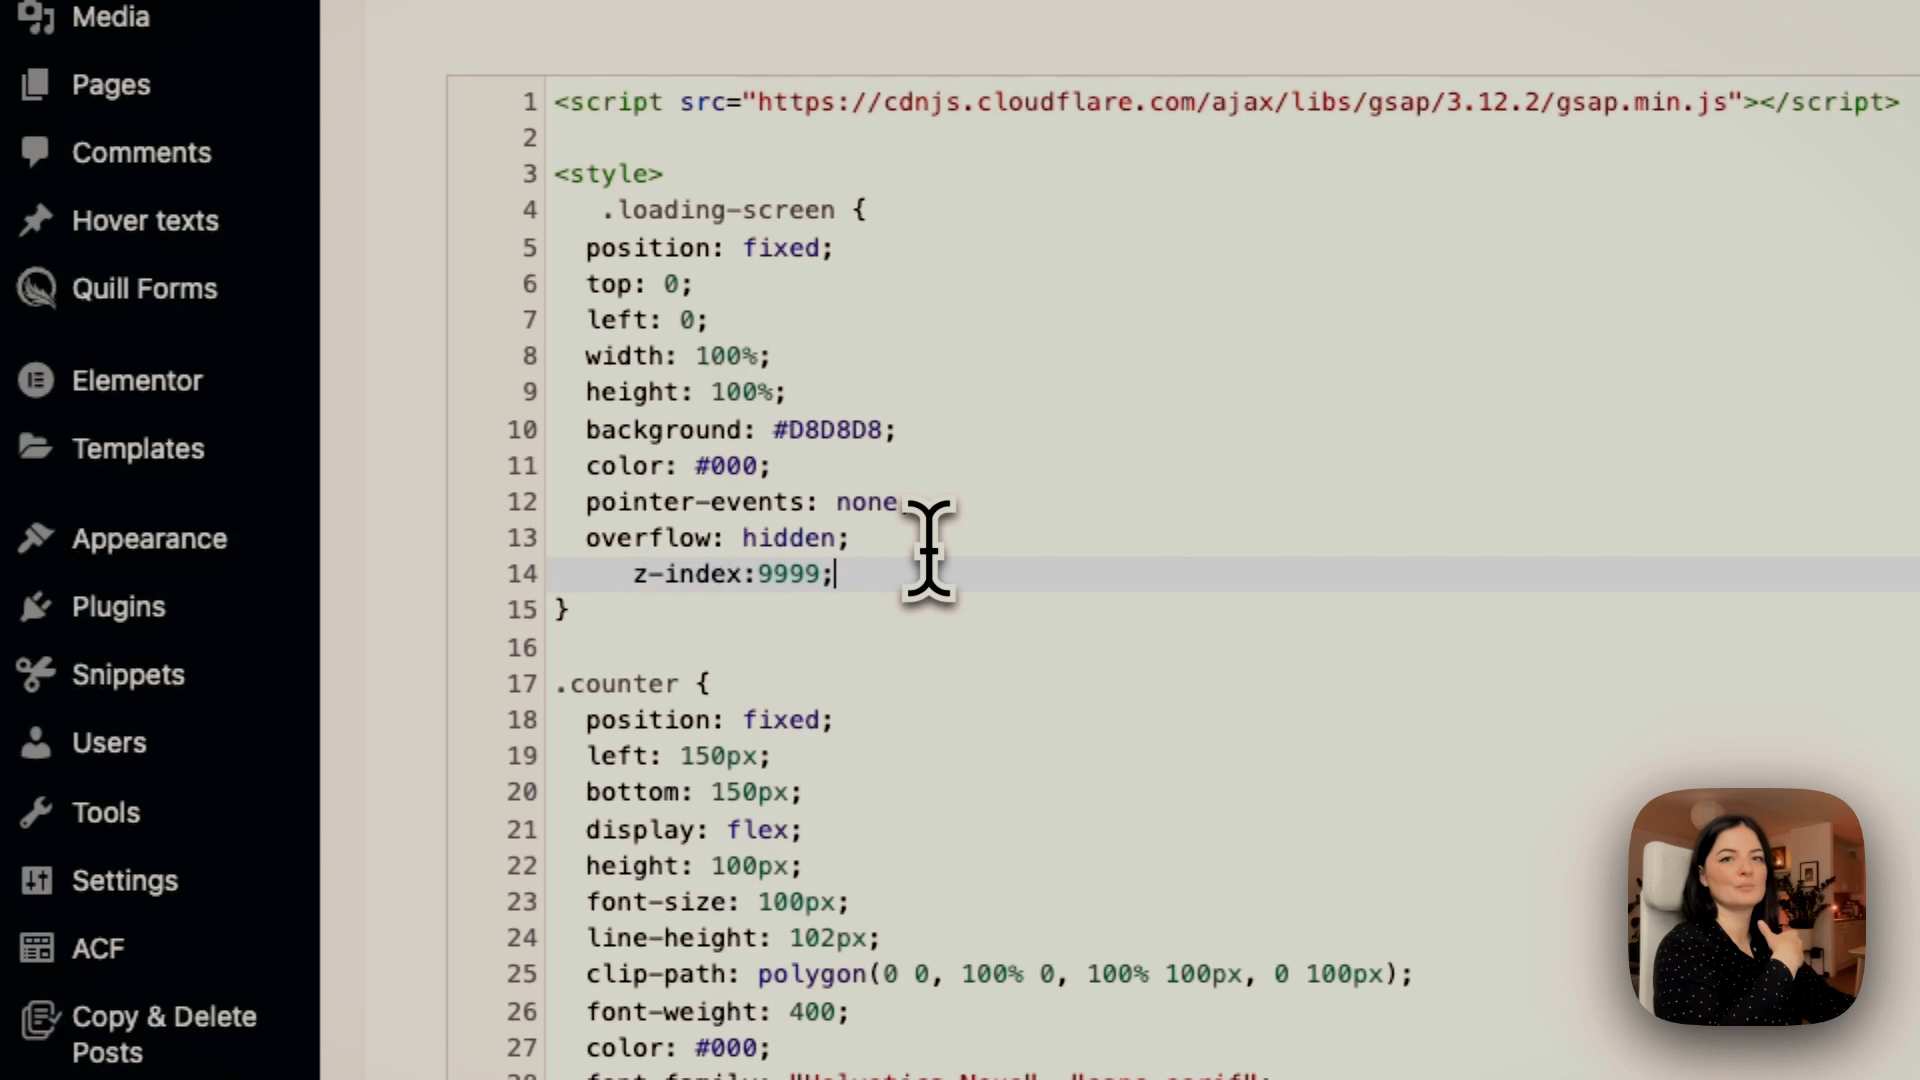 Media
Pages
Comments
Hover texts
Quill Forms
Elementor
Templates
Appearance
Plugins
Snippets
Users
Tools
Settings
ACF
Copy & Delete
Posts
1 <script src="https://cdnjs.cloudflare.com/ajax/libs/gsap/3.12.2/gsap.min.js"></script>
2
3 <style>
4 .loading-screen {
5 position: fixed;
6 top: 0;
7 left: 0;
8 width: 100%;
9 height: 100%;
10 background: #D8D8D8;
11 color: #000;
12 pointer-events: none
13 overflow: hidden;
14 z-index:9999;
15 }
16
17 .counter {
18 position: fixed;
19 left: 150px;
20 bottom: 150px;
21 display: flex;
22 height: 100px;
23 font-size: 100px;
24 line-height: 102px;
25 clip-path: polygon(0 0, 100% 0, 100% 100px, 0 100px);
26 font-weight: 400;
27 color: #000;